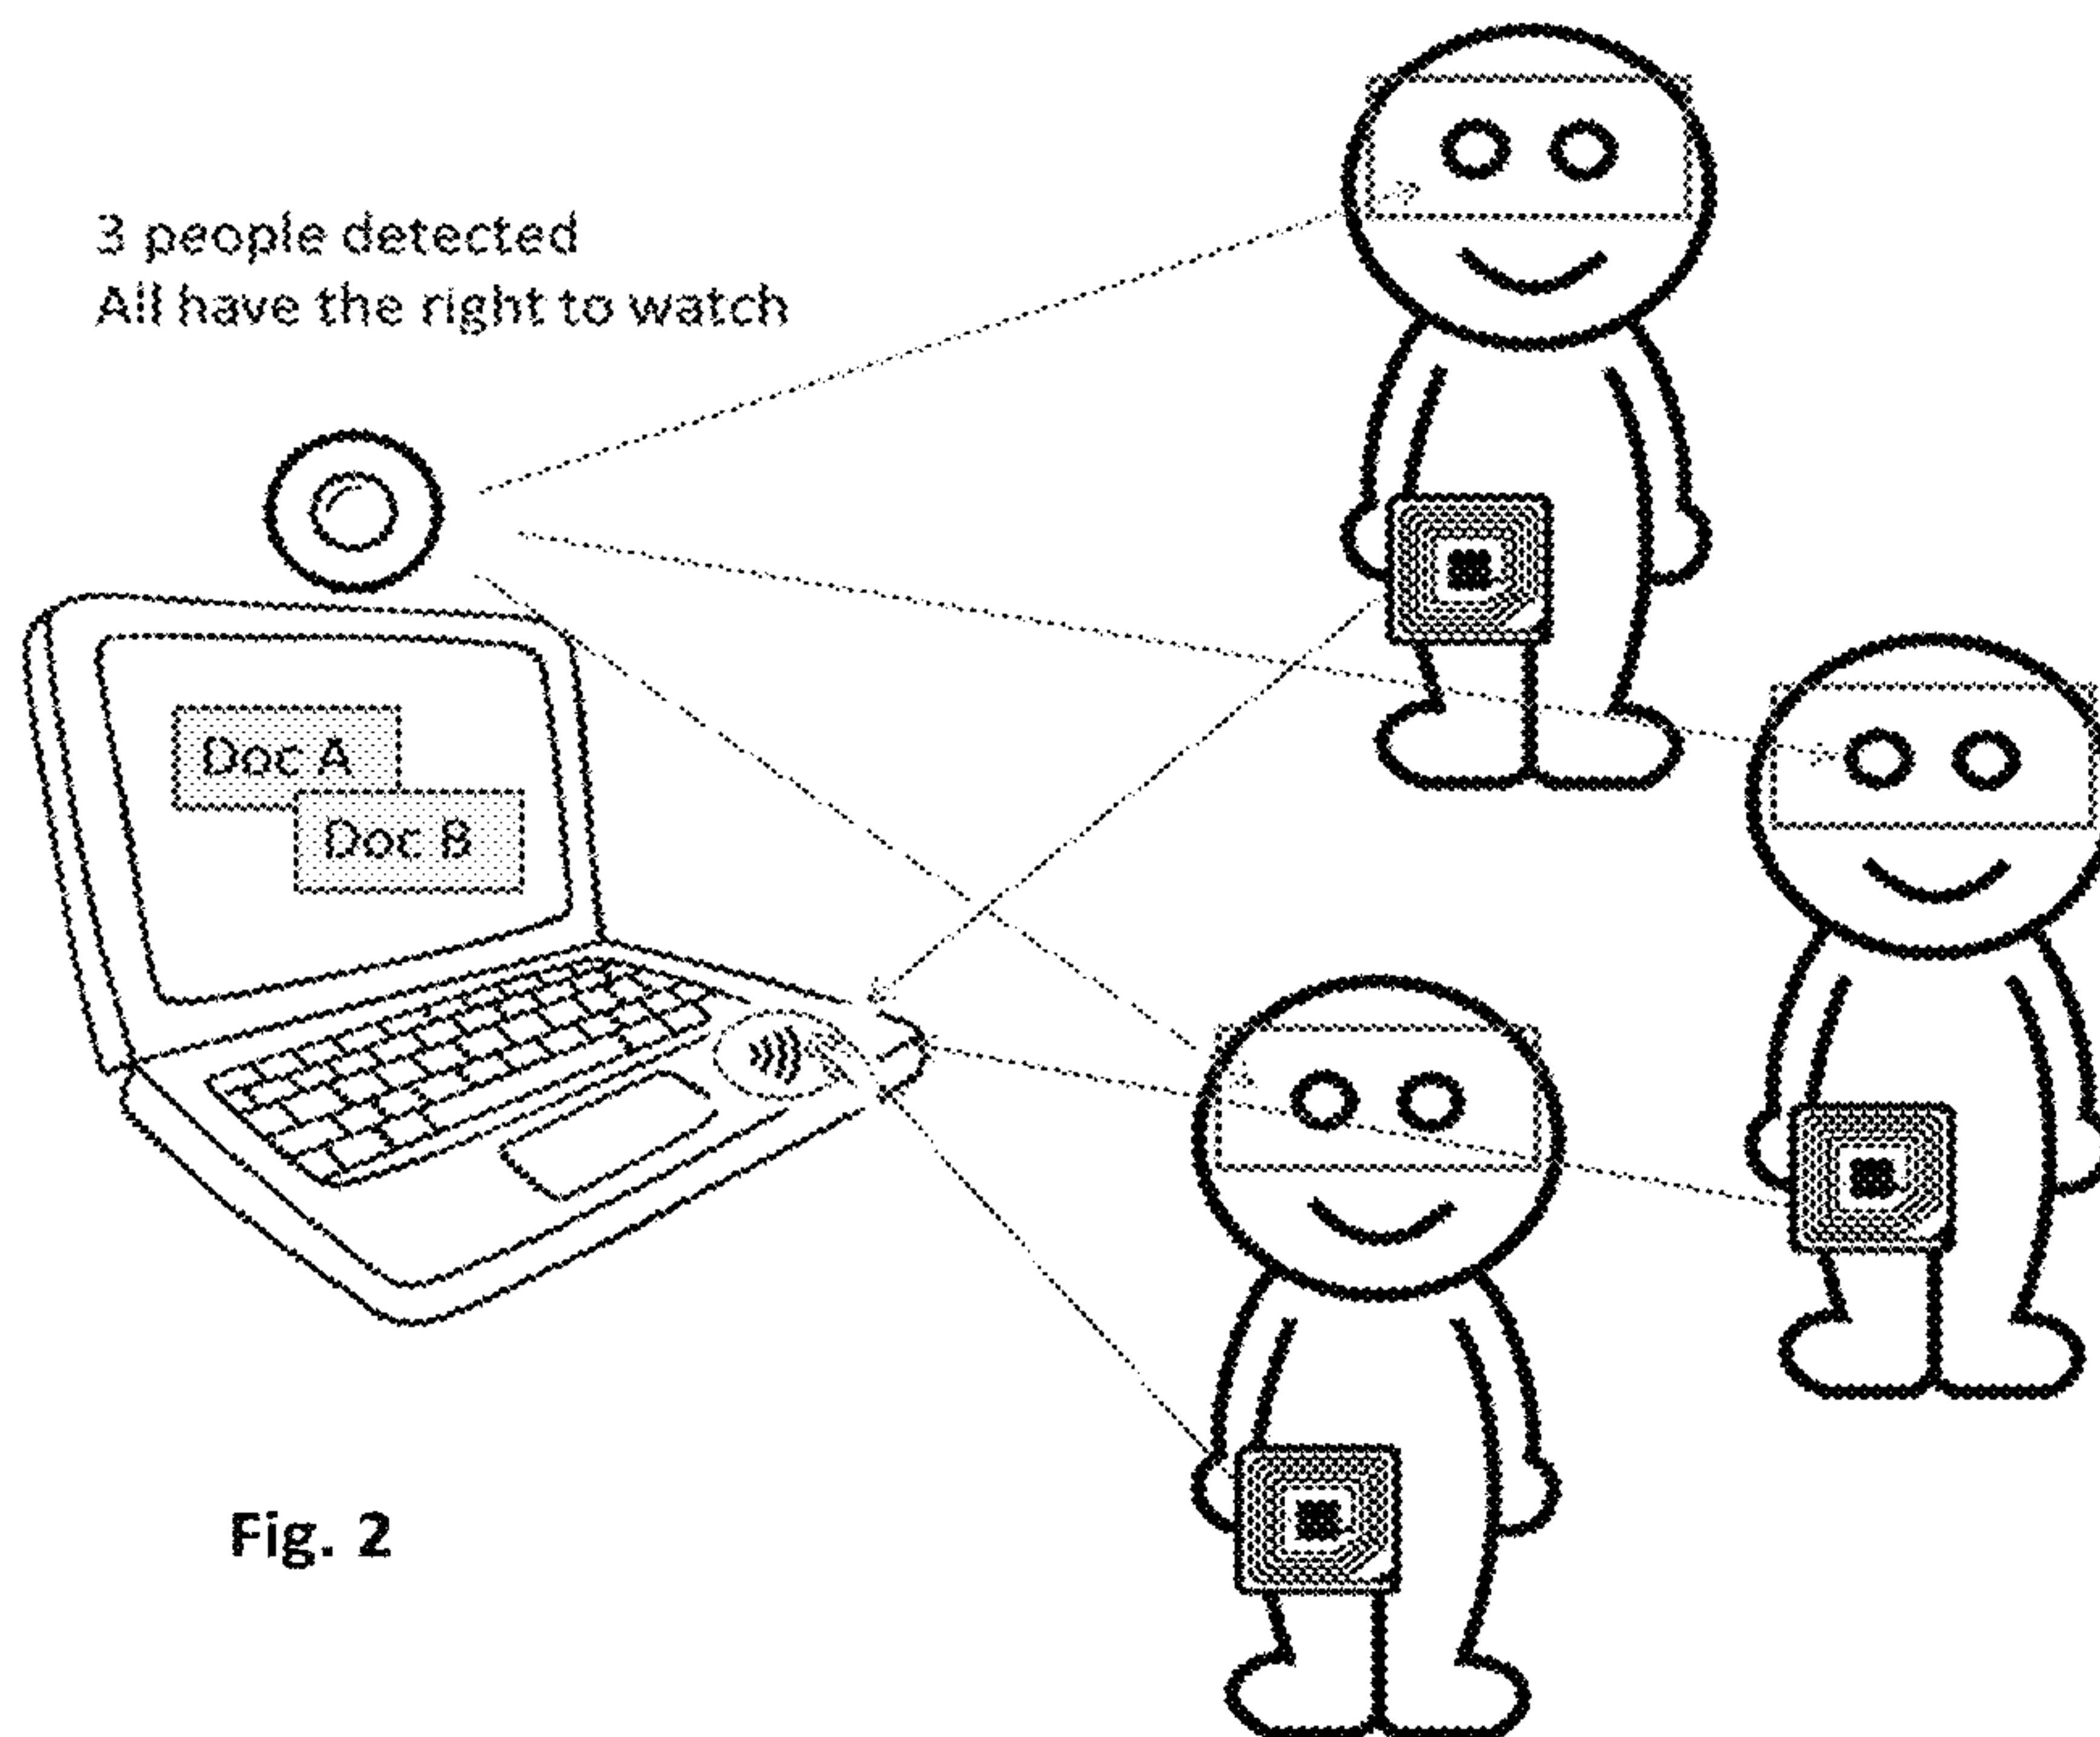 3 people detected
All have the right to watch
Doc A
Doc B
Fig. 2